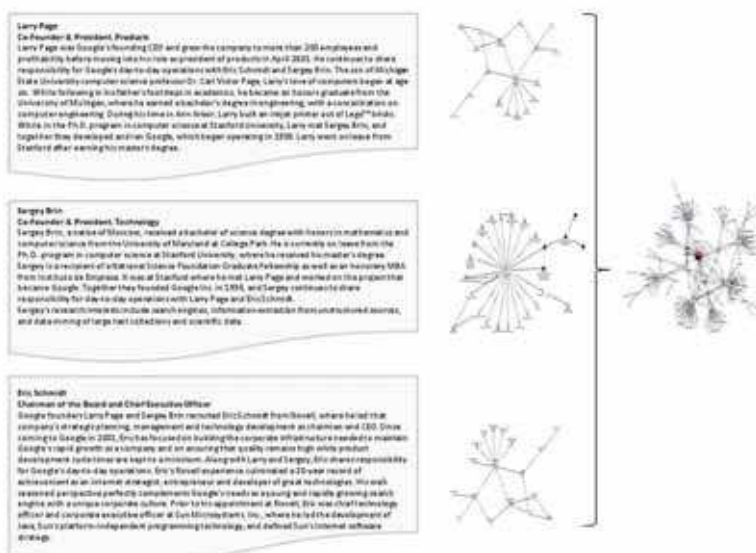 Larry Page
Co-Founder & President, Products
Larry Page was Google's founding CEO and grew the company to more than 200 employees and
profitability before moving into his role as president of products in April 2001. He continues to share
responsibility for Google's day-to-day operations with Eric Schmidt and Sergey Brin. The son of Michigan
State University computer science professor Dr. Carl Victor Page, Larry's love of computers began at age
six. While following in his father's footsteps in academics, he became an honors graduate from the
University of Michigan, where he earned a bachelor's degree in engineering, with a concentration on
computer engineering. During his time in Ann Arbor, Larry built an inkjet printer out of Lego™ bricks.
While in the Ph.D. program in computer science at Stanford University, Larry met Sergey Brin, and
together they developed and ran Google, which began operating in 1998. Larry went on leave from
Stanford after earning his master's degree.
Sergey Brin
Co-Founder & President, Technology
Sergey Brin, a native of Moscow, received a bachelor of science degree with honors in mathematics and
computer science from the University of Maryland at College Park. He is currently on leave from the
Ph.D. program in computer science at Stanford University, where he received his master's degree.
Sergey is a recipient of a National Science Foundation Graduate Fellowship as well as an honorary MBA
from Instituto de Empresa. It was at Stanford where he met Larry Page and worked on the project that
became Google. Together they founded Google Inc. in 1998, and Sergey continues to share
responsibility for day-to-day operations with Larry Page and Eric Schmidt.
Sergey's research interests include search engines, information extraction from unstructured sources,
and data mining of large text collections and scientific data.
Eric Schmidt
Chairman of the Board and Chief Executive Officer
Google founders Larry Page and Sergey Brin recruited Eric Schmidt from Novell, where he led that
company's strategic planning, management and technology development as chairman and CEO. Since
coming to Google in 2001, Eric has focused on building the corporate infrastructure needed to maintain
Google's rapid growth as a company and on ensuring that quality remains high while product
development cycle times are kept to a minimum. Along with Larry and Sergey, Eric shares responsibility
for Google's day-to-day operations. Eric's Novell experience culminated a 20-year record of
achievement as an Internet strategist, entrepreneur and developer of great technologies. His well-
seasoned perspective perfectly complements Google's needs as a young and rapidly growing search
engine with a unique corporate culture. Prior to his appointment at Novell, Eric was chief technology
officer and corporate executive officer at Sun Microsystems, Inc., where he led the development of
Java, Sun's platform-independent programming technology, and defined Sun's Internet software
strategy.